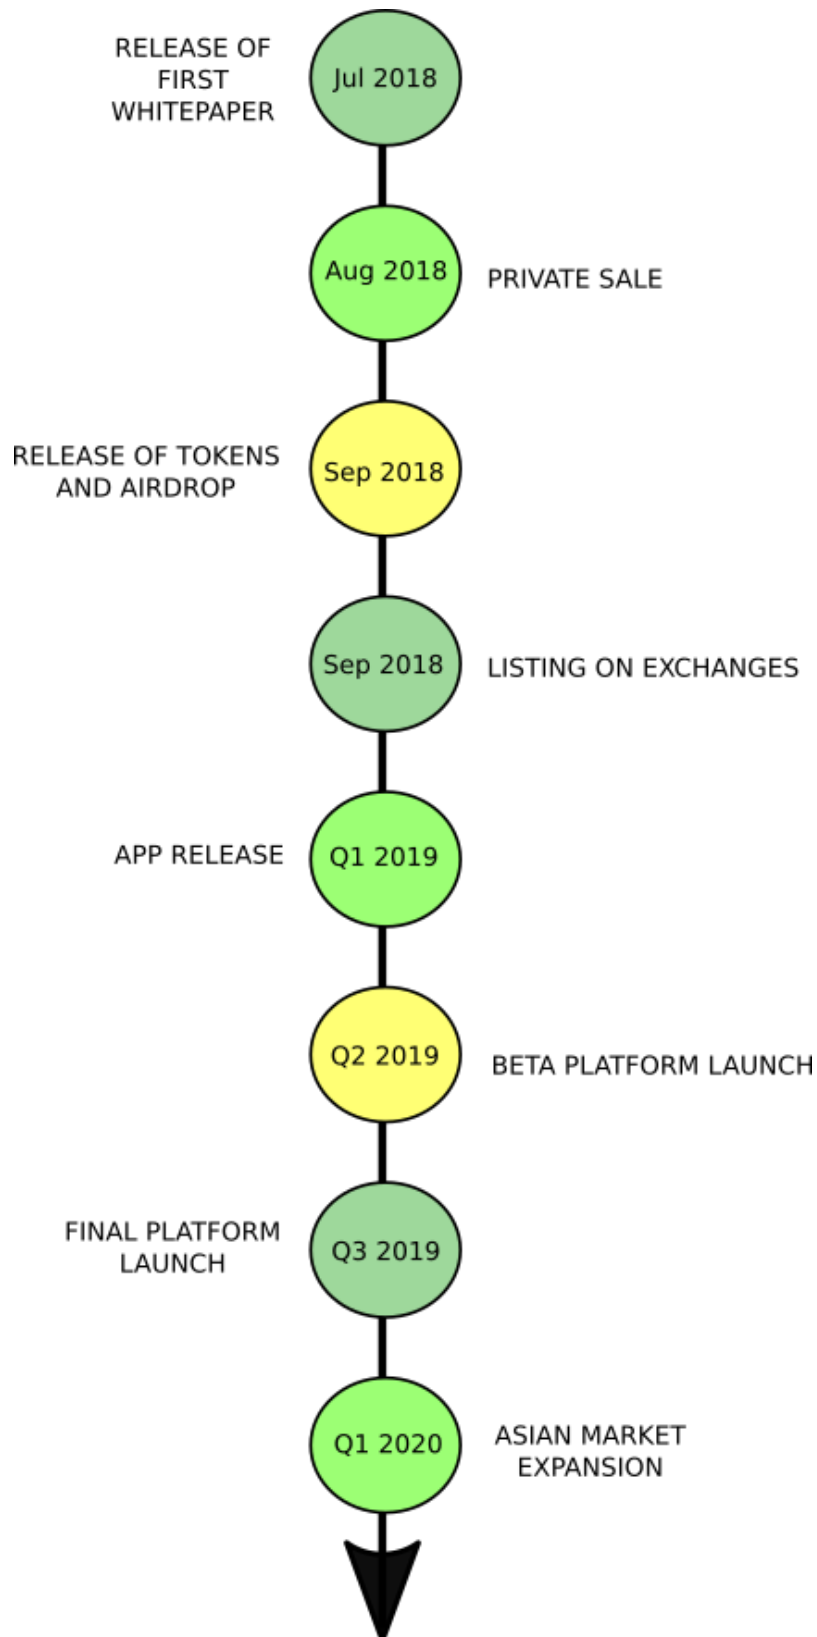 RELEASE OF
FIRST
WHITEPAPER
Jul 2018
Aug 2018
PRIVATE SALE
RELEASE OF TOKENS
AND AIRDROP
Sep 2018
Sep 2018
LISTING ON EXCHANGES
APP RELEASE
Q1 2019
Q2 2019
BETA PLATFORM LAUNCH
FINAL PLATFORM
LAUNCH
Q3 2019
Q1 2020
ASIAN MARKET
EXPANSION